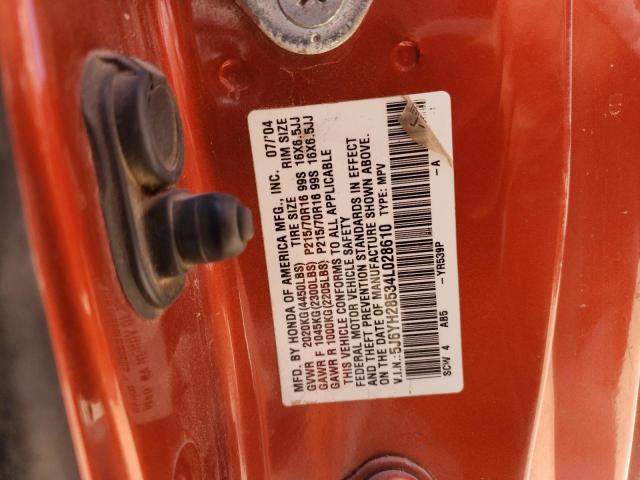 MFD. BY HONDA OF AMERICA MFG., INC. 07/'04
TIRE SIZE RIM SIZE
GVWR 2020KG(4450LBS)
GAWR F 1045KG(2300LBS) P215/70R16 99S 16X6.5JJ
GAWR R 1000KG(2205LBS) P215/70R16 99S 16X6.5JJ
THIS VEHICLE CONFORMS TO ALL APPLICABLE
FEDERAL MOTOR VEHICLE SAFETY
AND THEFT PREVENTION STANDARDS IN EFFECT
ON THE DATE OF MANUFACTURE SHOWN ABOVE.
V.I.N.:5J6YH28534L028610 TYPE: MPV
SCW 4 AB5 -YR539P -A